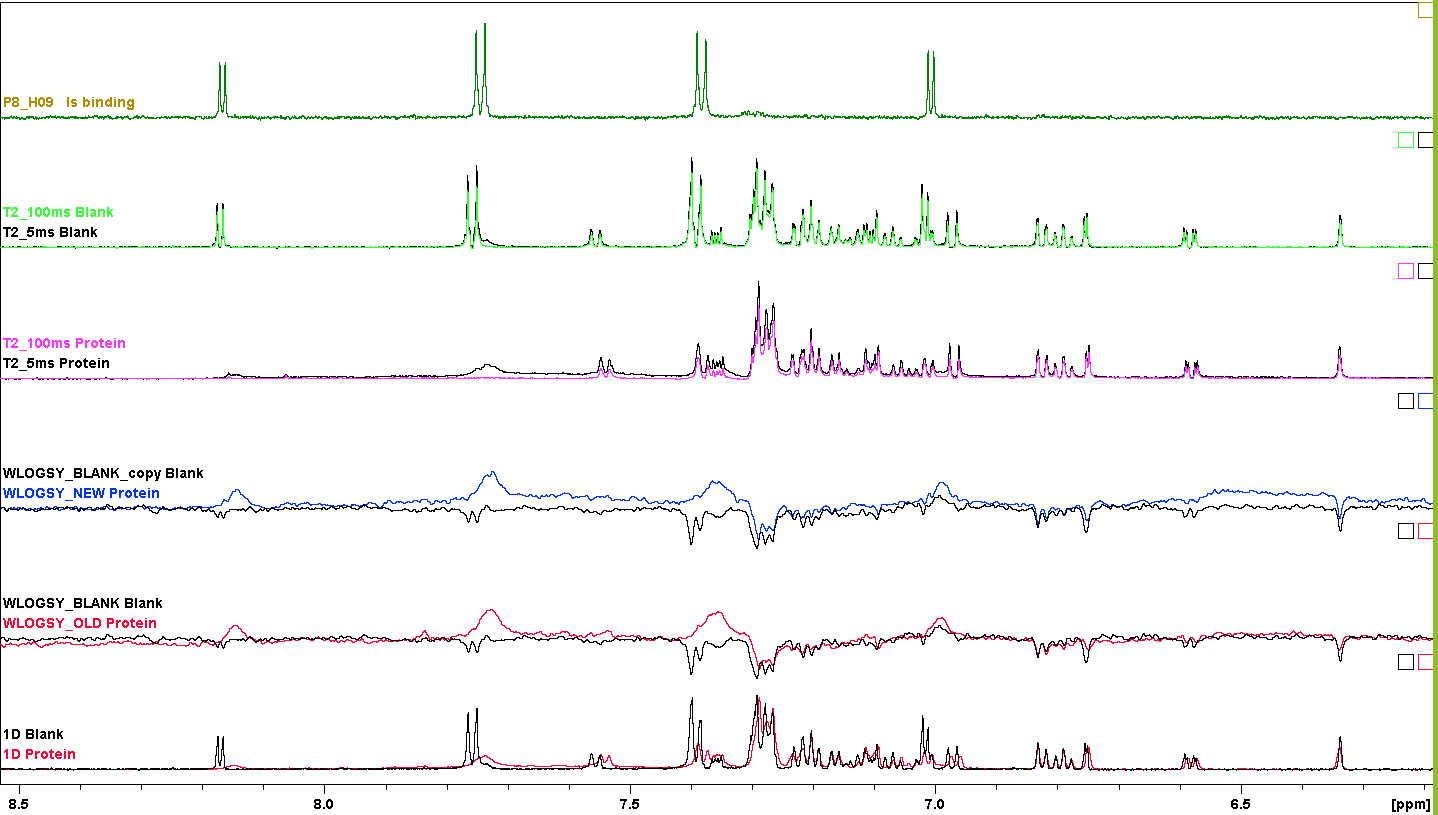 P8_H09 Is binding
T2_100ms Blank
T2_5ms Blank
T2_100ms Protein
T2_5ms Protein
WLOGSY_BLANK_copy Blank
WLOGSY_NEW Protein
WLOGSY_BLANK Blank
WLOGSY_OLD Protein
1D Blank
1D Protein
8.5 8.0 7.5 7.0 6.5 [ppm]